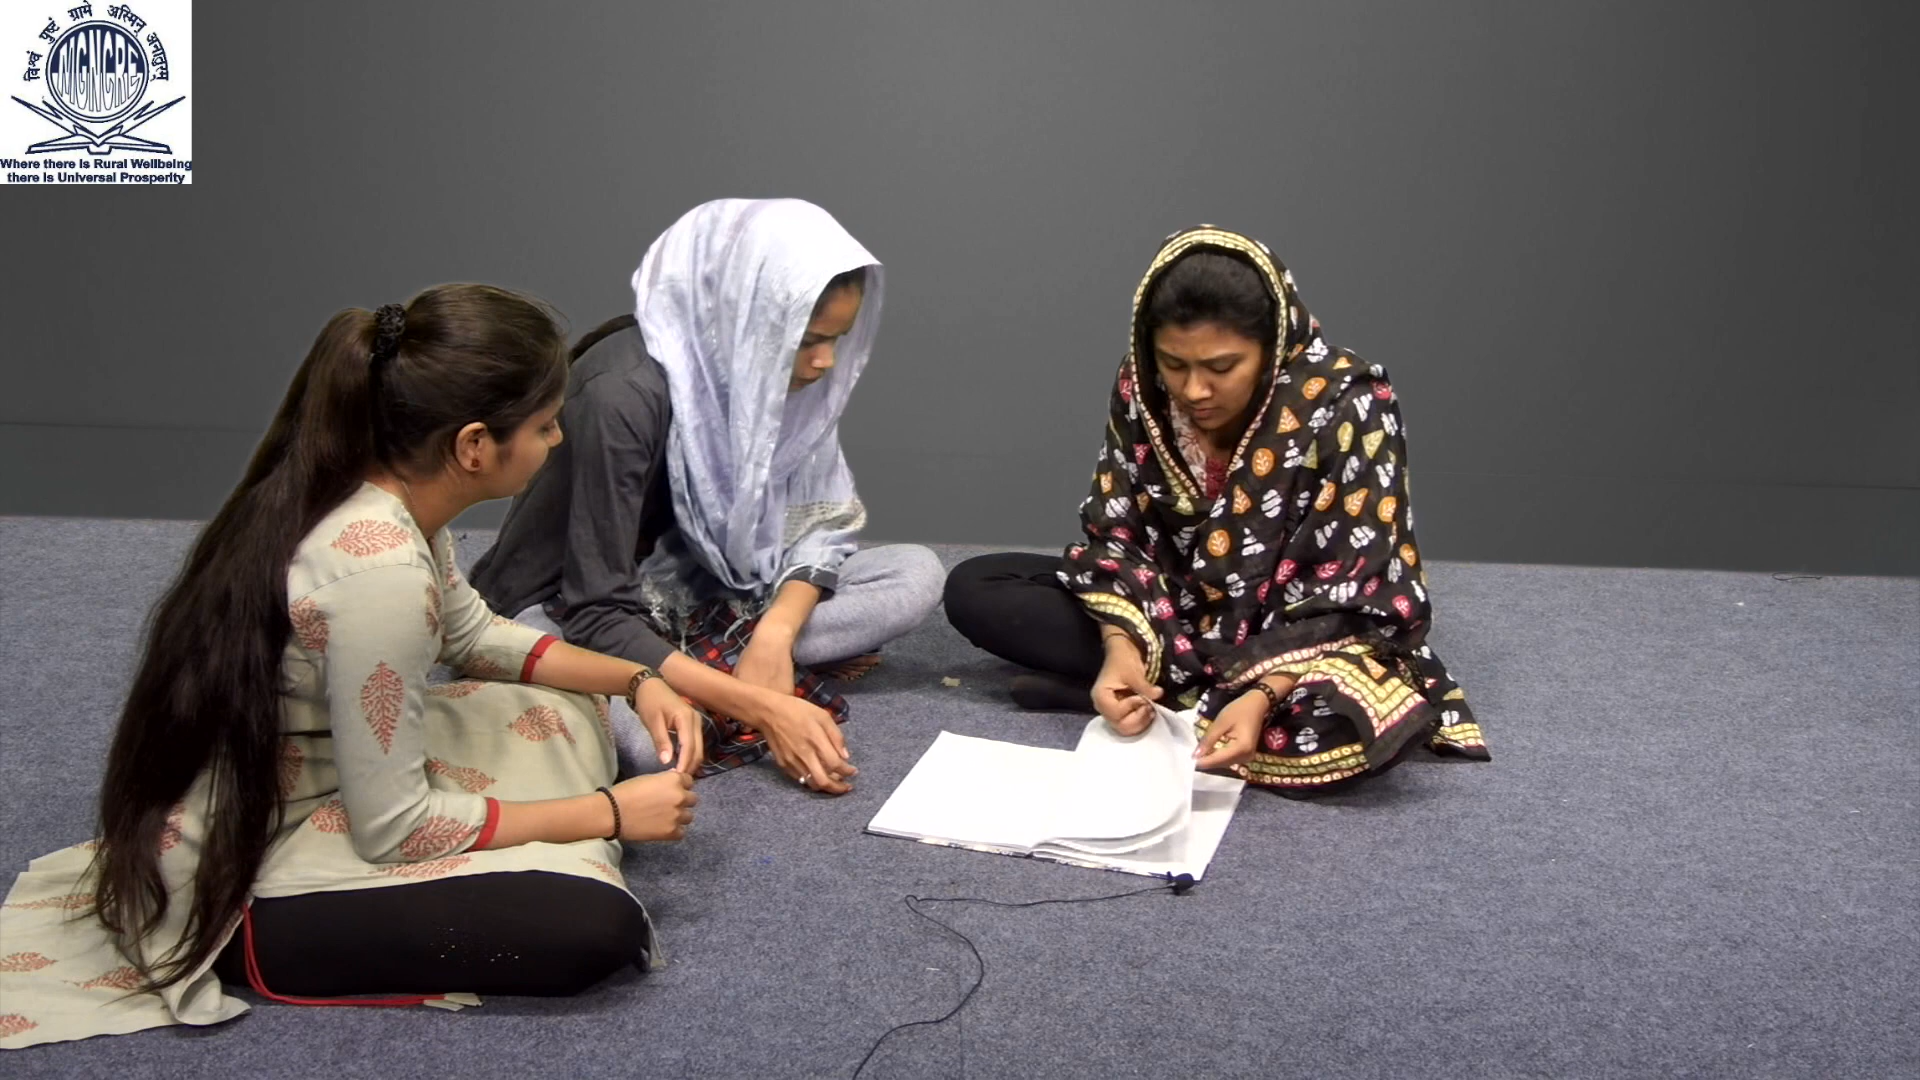 विश्वं पुष्टं ग्रामे अस्मिन् अनातुरम्
MGNCRE
Where there is Rural Wellbeing
there is Universal Prosperity